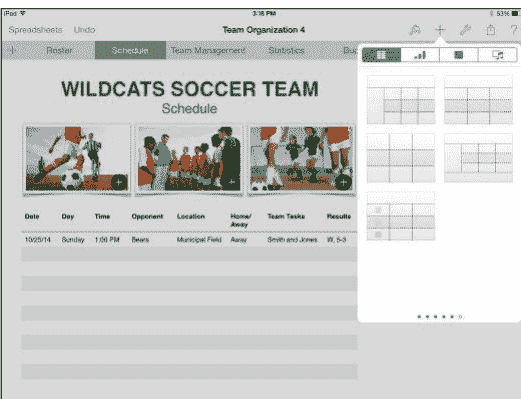 iPad 3:16 PM 53%
Spreadsheets Undo Team Organization 4 ?
+ Roster Schedule Team Management Statistics Bu
WILDCATS SOCCER TEAM
Schedule
Date Day Time Opponent Location Home/ Team Tasks Results
Away
10/25/14 Sunday 1:00 PM Bears Municipal Field Away Smith and Jones W, 5-3